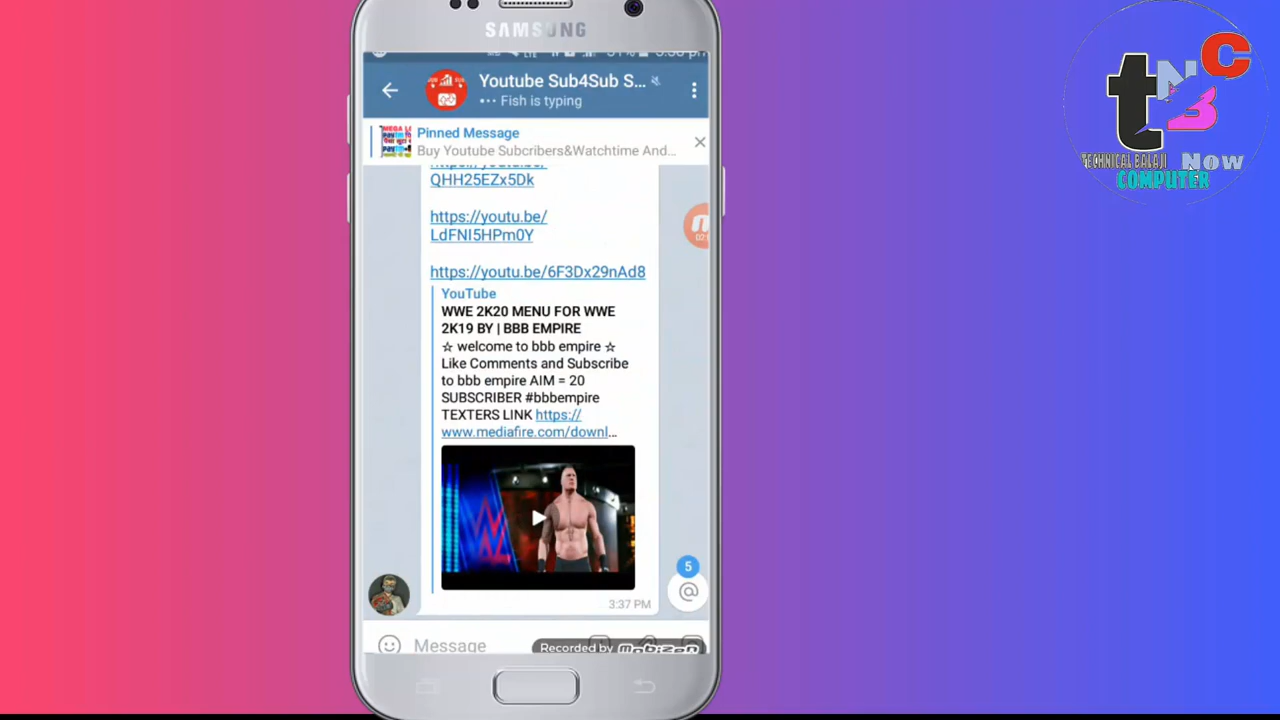 SAMSUNG
Youtube Sub4Sub S...
Fish is typing
Pinned Message
Buy Youtube Subcribers&Watchtime And...
QHH25EZx5Dk
https://youtu.be/
LdFNI5HPm0Y
https://youtu.be/6F3Dx29nAd8
YouTube
WWE 2K20 MENU FOR WWE
2K19 BY | BBB EMPIRE
☆ welcome to bbb empire ☆
Like Comments and Subscribe
to bbb empire AIM = 20
SUBSCRIBER #bbbempire
TEXTERS LINK https://
www.mediafire.com/downl...
5
@
3:37 PM
Message
Recorded by mobizen
tNBC
TECHNICAL BALAJI Now
COMPUTER